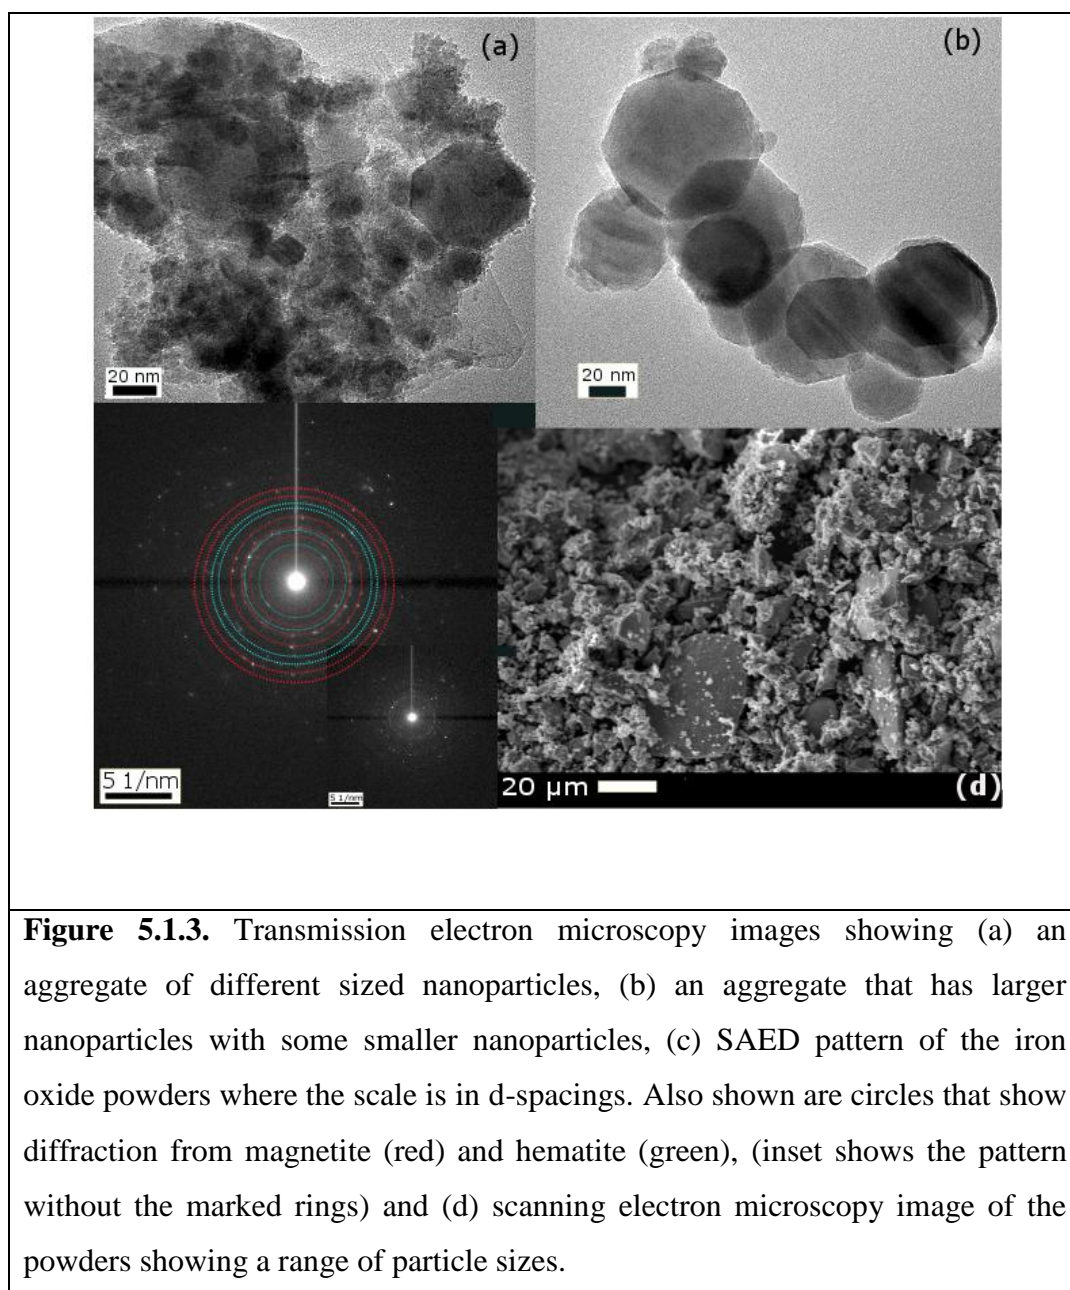 (a)
(b)
20 nm
20 nm
5 1/nm
5 1/nm
20 µm
(d)
Figure 5.1.3. Transmission electron microscopy images showing (a) an
aggregate of different sized nanoparticles, (b) an aggregate that has larger
nanoparticles with some smaller nanoparticles, (c) SAED pattern of the iron
oxide powders where the scale is in d-spacings. Also shown are circles that show
diffraction from magnetite (red) and hematite (green), (inset shows the pattern
without the marked rings) and (d) scanning electron microscopy image of the
powders showing a range of particle sizes.